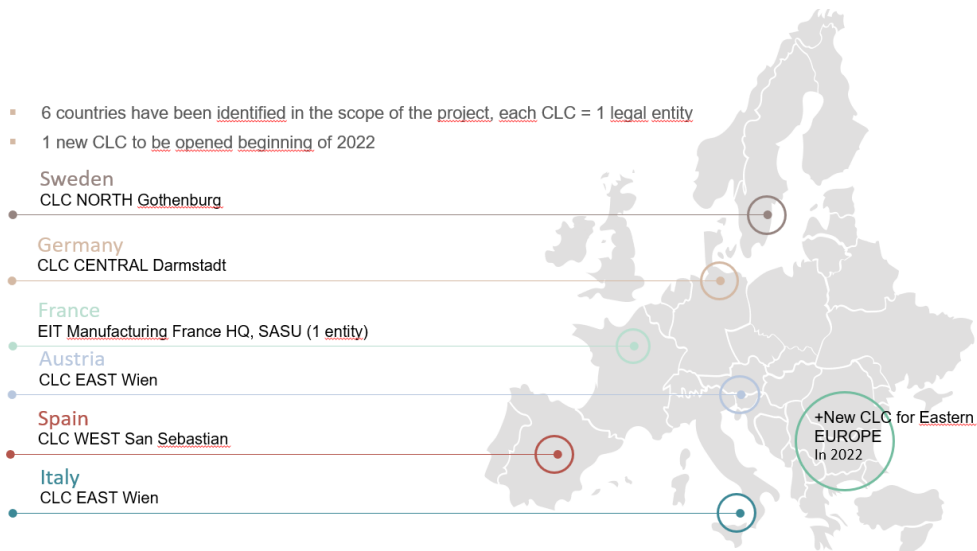 6 countries have been identified in the scope of the project, each CLC = 1 legal entity
1 new CLC to be opened beginning of 2022
Sweden
CLC NORTH Gothenburg
Germany
CLC CENTRAL Darmstadt
France
EIT Manufacturing France HQ, SASU (1 entity)
Austria
CLC EAST Wien
Spain
CLC WEST San Sebastian
Italy
CLC EAST Wien
+New CLC for Eastern
EUROPE
In 2022